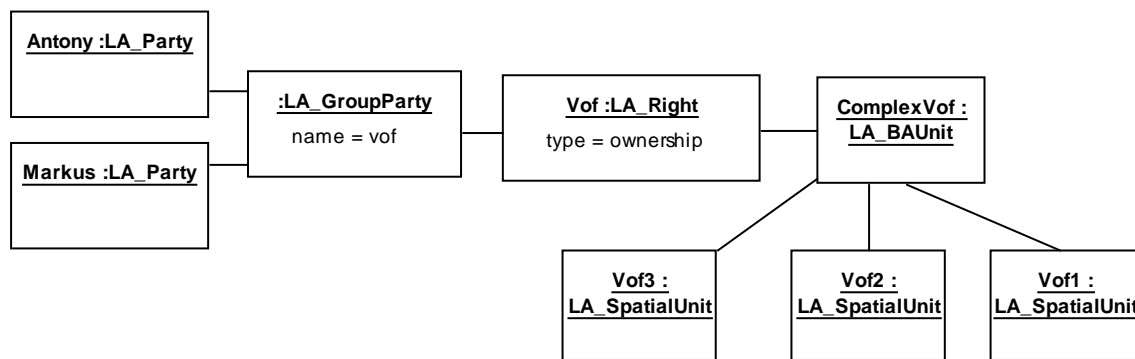 Antony :LA_Party
:LA_GroupParty
name = vof
Vof :LA_Right
type = ownership
ComplexVof :
LA_BAUnit
Markus :LA_Party
Vof3 :
LA_SpatialUnit
Vof2 :
LA_SpatialUnit
Vof1 :
LA_SpatialUnit